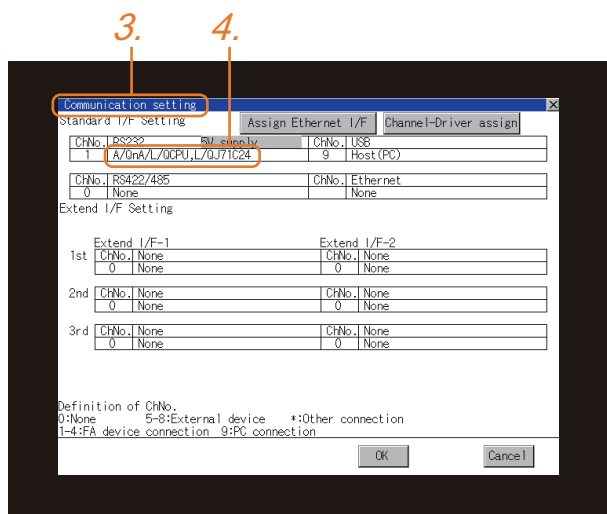 3. 4.
Communication setting
Standard I/F Setting Assign Ethernet I/F Channel-Driver assign
ChNo. RS232 5V supply ChNo. USB
1 A/QnA/L/QCPU,L/QJ71C24 9 Host(PC)
ChNo. RS422/485 ChNo. Ethernet
0 None None
Extend I/F Setting
Extend I/F-1 Extend I/F-2
1st ChNo. None ChNo. None
0 None 0 None
2nd ChNo. None ChNo. None
0 None 0 None
3rd ChNo. None ChNo. None
0 None 0 None
Definition of ChNo.
0:None 5-8:External device *:Other connection
1-4:FA device connection 9:PC connection
OK Cancel